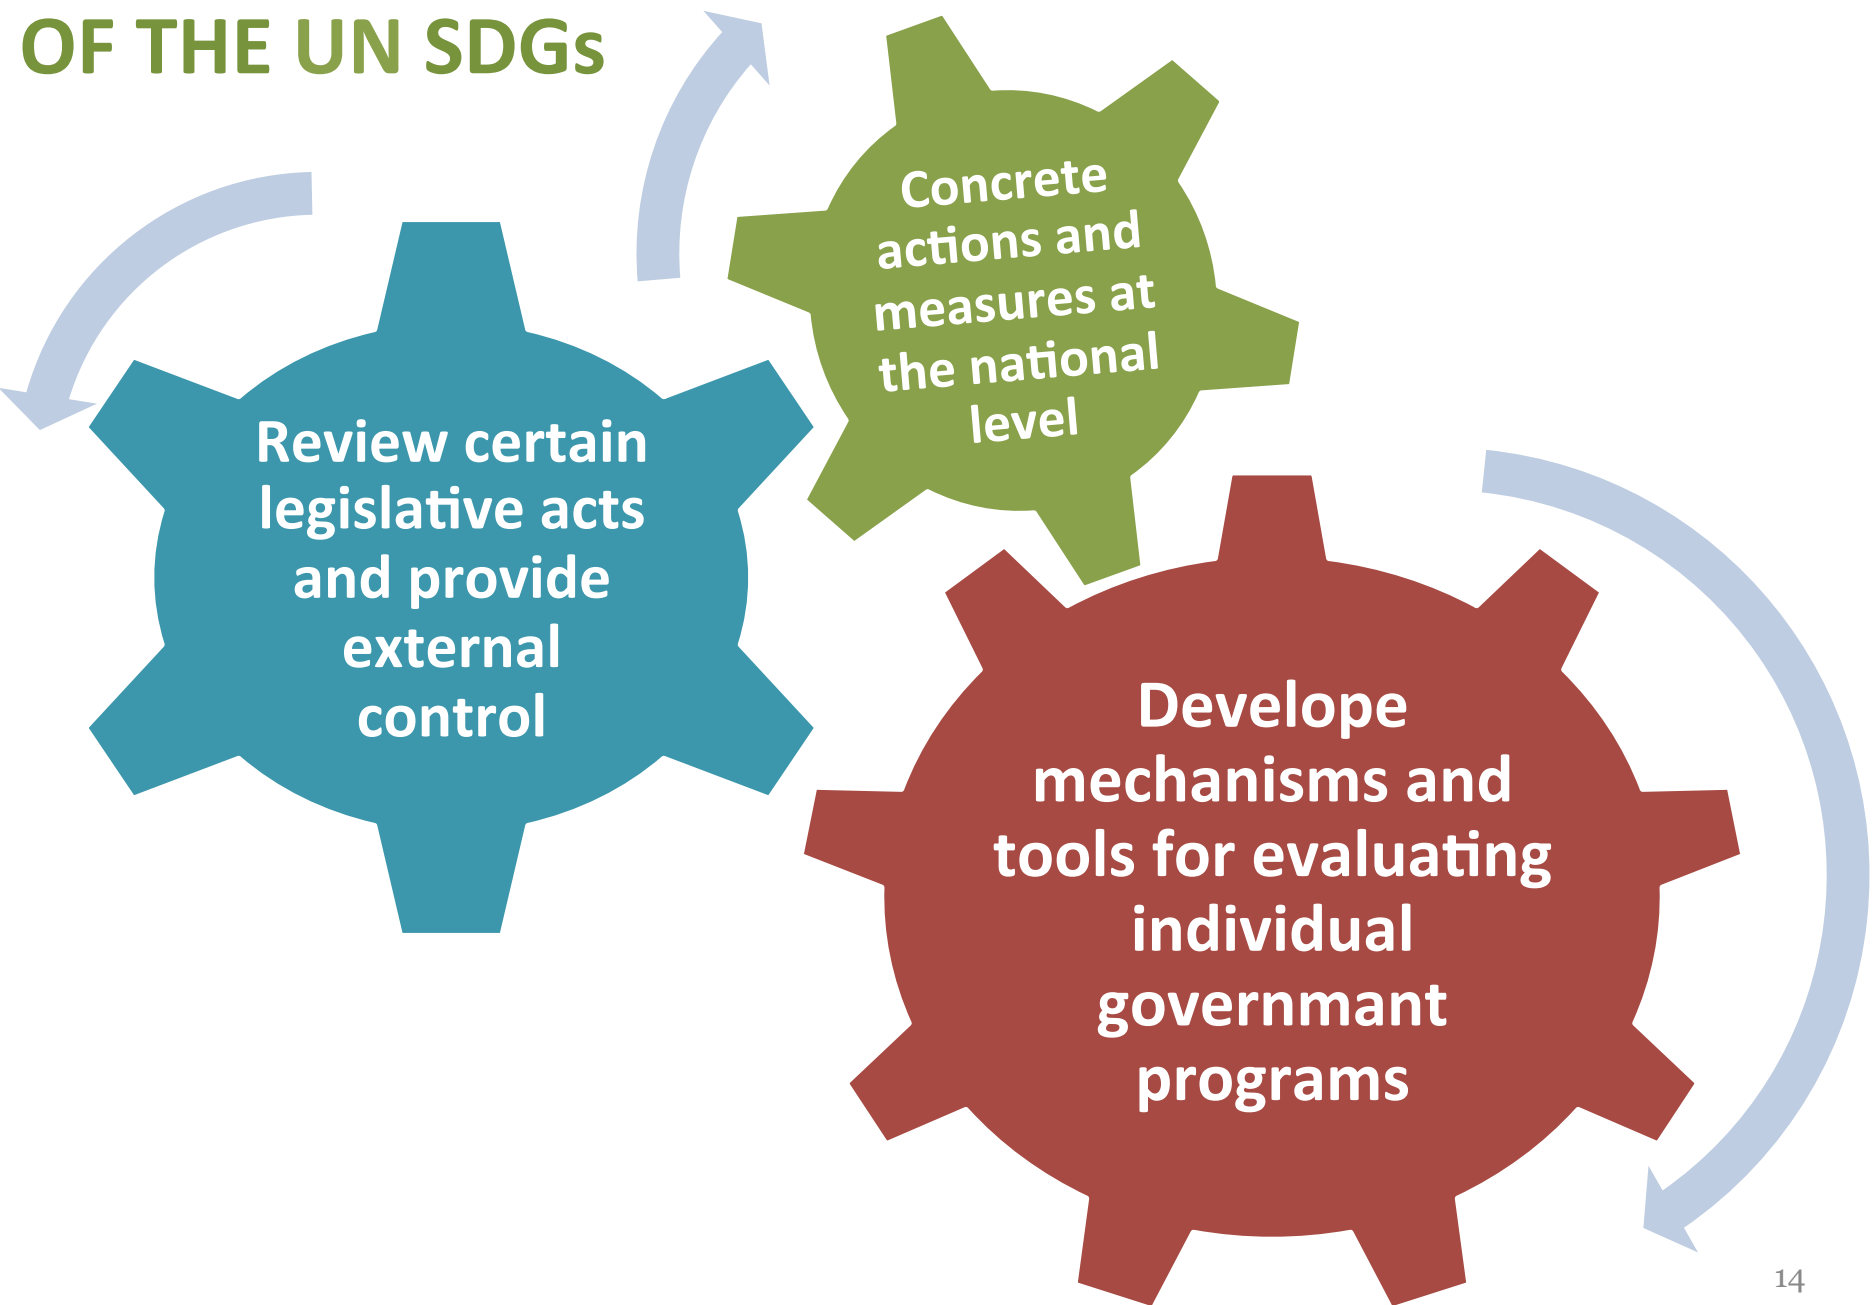 OF THE UN SDGs
Concrete
actions and
measures at
the national
level
Review certain
legislative acts
and provide
external
control
Develope
mechanisms and
tools for evaluating
individual
governmant
programs
14